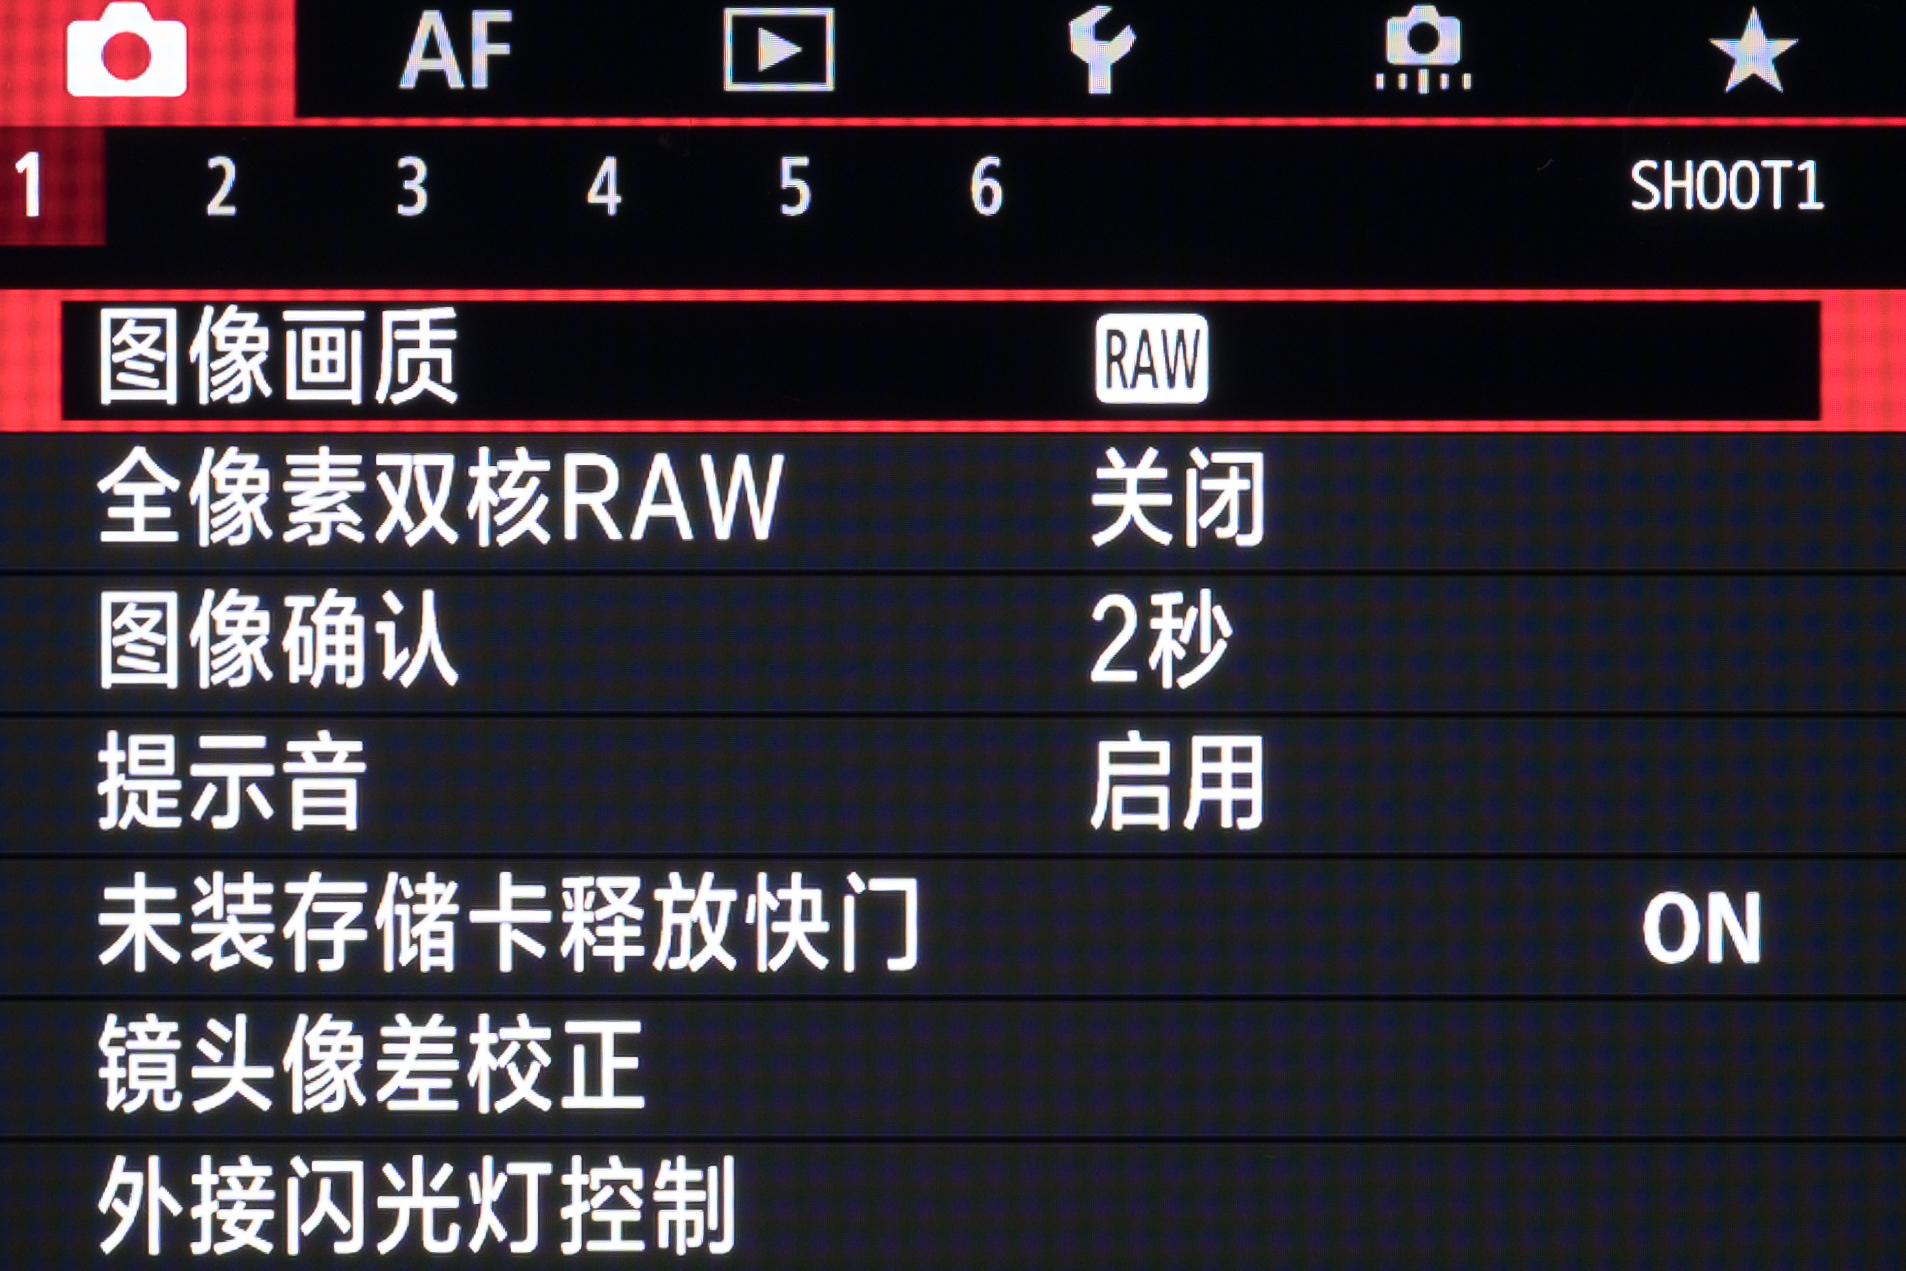 AF
1 2 3 4 5 6 SHOOT1
图像画质 RAW
全像素双核RAW 关闭
图像确认 2秒
提示音 启用
未装存储卡释放快门 ON
镜头像差校正
外接闪光灯控制